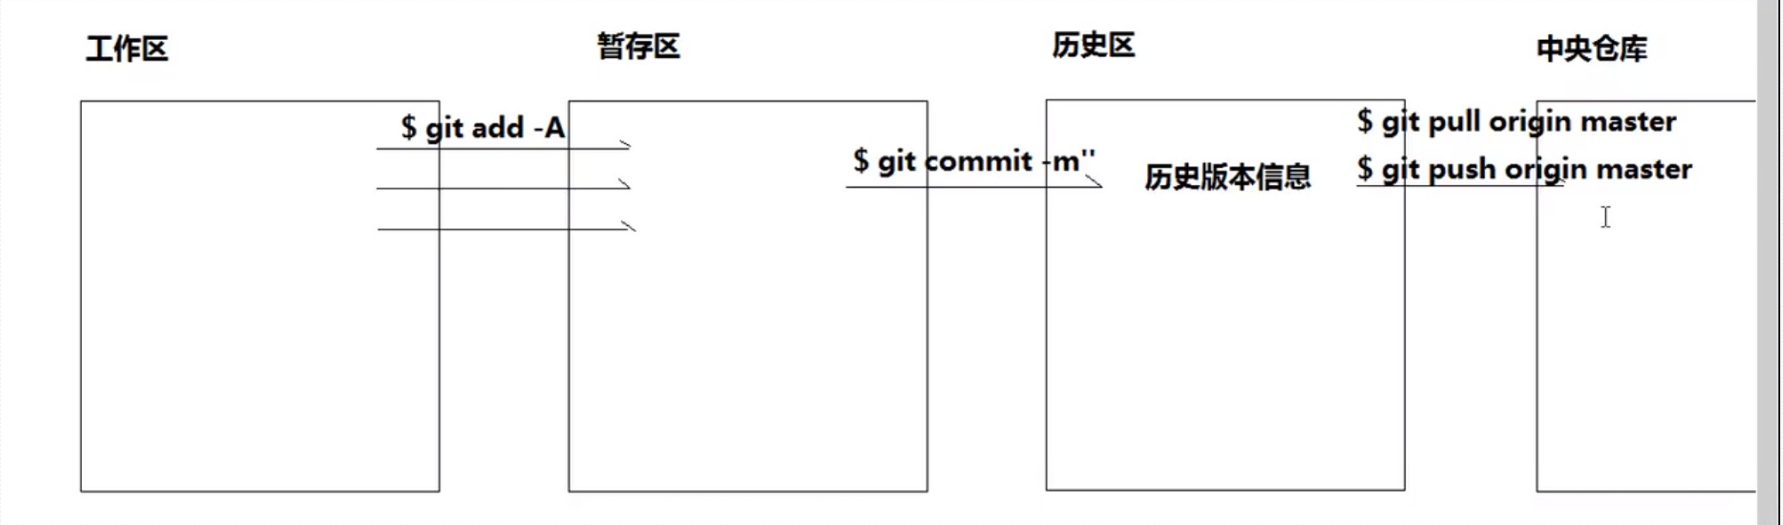 工作区
暂存区
历史区
中央仓库
$ git add -A
$ git commit -m''
历史版本信息
$ git pull origin master
$ git push origin master